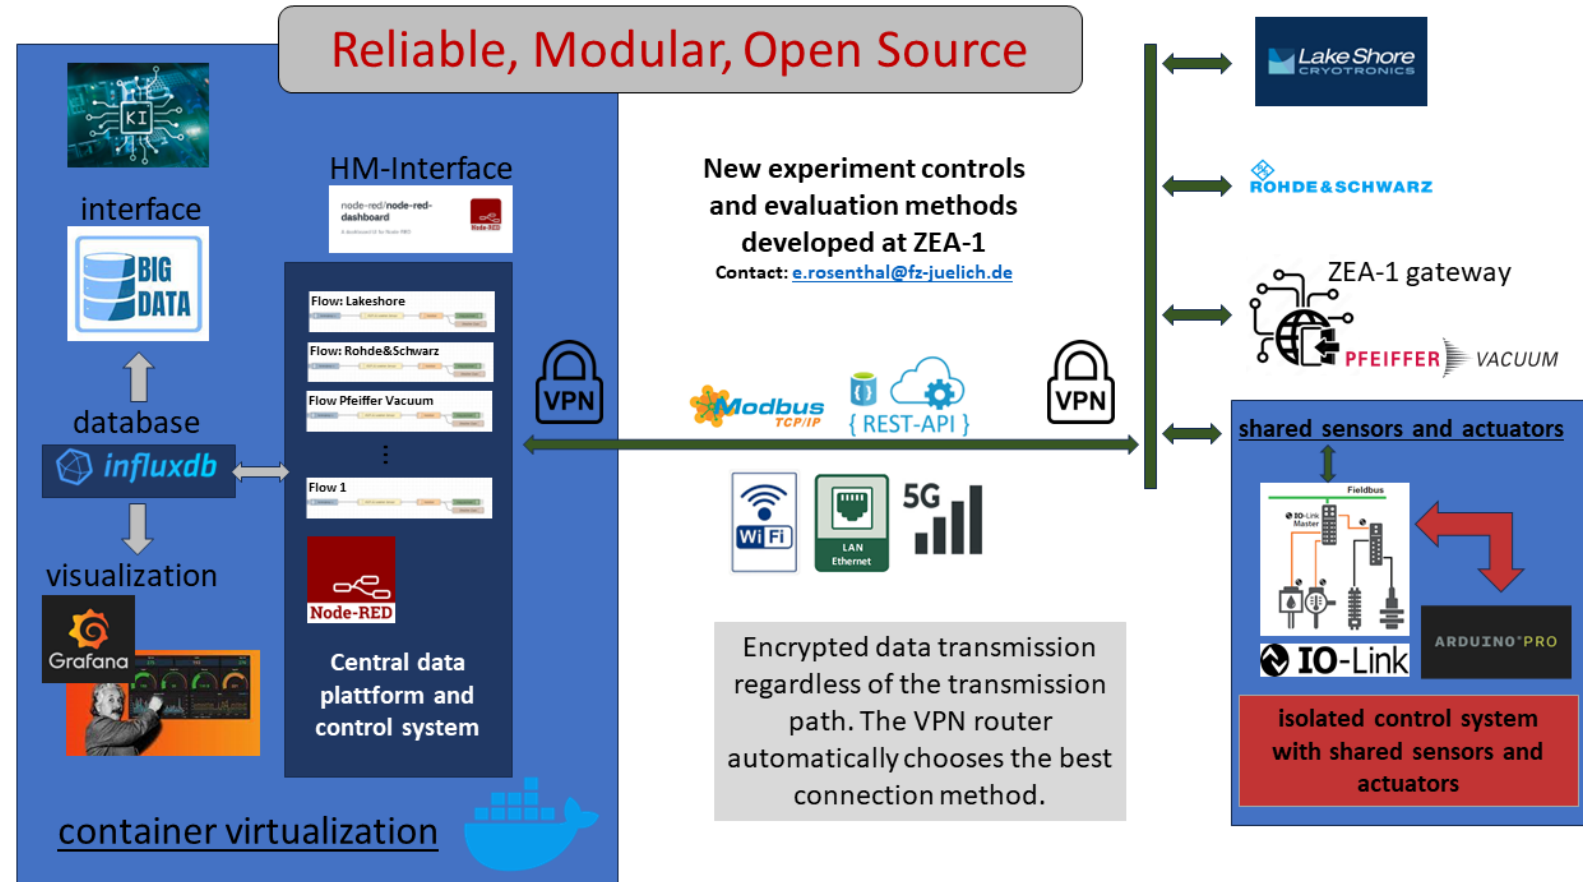 Reliable, Modular, Open Source
KI
interface
BIG
DATA
database
influxdb
visualization
Grafana
HM-Interface
node-red/node-red-
dashboard
A dashboard UI for Node-RED
Node-RED
Flow: Lakeshore
Flow: Rohde&Schwarz
Flow Pfeiffer Vacuum
Flow 1
Node-RED
Central data
plattform and
control system
container virtualization
New experiment controls
and evaluation methods
developed at ZEA-1
Contact: e.rosenthal@fz-juelich.de
VPN
Modbus
TCP/IP
{ REST-API }
VPN
Wi Fi
LAN
Ethernet
5G
Encrypted data transmission
regardless of the transmission
path. The VPN router
automatically chooses the best
connection method.
Lake Shore
CRYOTRONICS
ROHDE&SCHWARZ
ZEA-1 gateway
PFEIFFER VACUUM
shared sensors and actuators
Fieldbus
IO-Link
Master
IO-Link
ARDUINO PRO
isolated control system
with shared sensors and
actuators